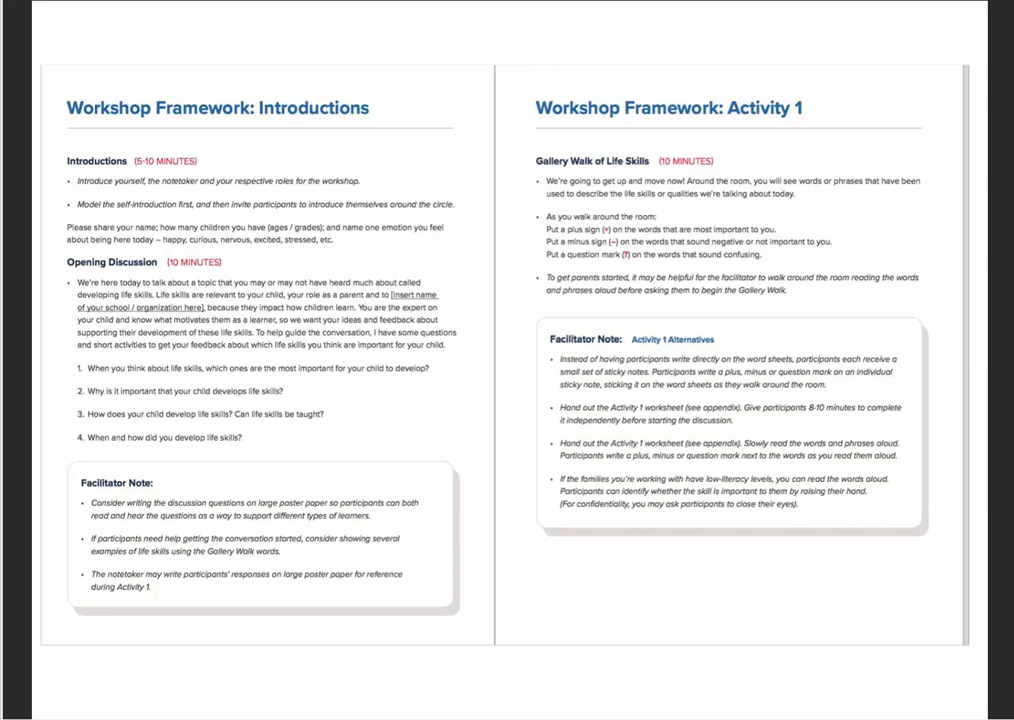 Workshop Framework: Introductions
Introductions (5-10 MINUTES)
• Introduce yourself, the notetaker and your respective roles for the workshop.
• Model the self-introduction first, and then invite participants to introduce themselves around the circle.
Please share your name; how many children you have (ages / grades); and name one emotion you feel
about being here today – happy, curious, nervous, excited, stressed, etc.
Opening Discussion (10 MINUTES)
• We're here today to talk about a topic that you may or may not have heard much about called
developing life skills. Life skills are relevant to your child, your role as a parent and to [insert name
of your school / organization here], because they impact how children learn. You are the expert on
your child and know what motivates them as a learner, so we want your ideas and feedback about
supporting their development of these life skills. To help guide the conversation, I have some questions
and short activities to get your feedback about which life skills you think are important for your child.
1. When you think about life skills, which ones are the most important for your child to develop?
2. Why is it important that your child develops life skills?
3. How does your child develop life skills? Can life skills be taught?
4. When and how did you develop life skills?
Facilitator Note:
• Consider writing the discussion questions on large poster paper so participants can both
read and hear the questions as a way to support different types of learners.
• If participants need help getting the conversation started, consider showing several
examples of life skills using the Gallery Walk words.
• The notetaker may write participants' responses on large poster paper for reference
during Activity 1.
Workshop Framework: Activity 1
Gallery Walk of Life Skills (10 MINUTES)
• We're going to get up and move now! Around the room, you will see words or phrases that have been
used to describe the life skills or qualities we're talking about today.
• As you walk around the room:
Put a plus sign (+) on the words that are most important to you.
Put a minus sign (–) on the words that sound negative or not important to you.
Put a question mark (?) on the words that sound confusing.
• To get parents started, it may be helpful for the facilitator to walk around the room reading the words
and phrases aloud before asking them to begin the Gallery Walk.
Facilitator Note: Activity 1 Alternatives
• Instead of having participants write directly on the word sheets, participants each receive a
small set of sticky notes. Participants write a plus, minus or question mark on an individual
sticky note, sticking it on the word sheets as they walk around the room.
• Hand out the Activity 1 worksheet (see appendix). Give participants 8-10 minutes to complete
it independently before starting the discussion.
• Hand out the Activity 1 worksheet (see appendix). Slowly read the words and phrases aloud.
Participants write a plus, minus or question mark next to the words as you read them aloud.
• If the families you're working with have low-literacy levels, you can read the words aloud.
Participants can identify whether the skill is important to them by raising their hand.
(For confidentiality, you may ask participants to close their eyes).